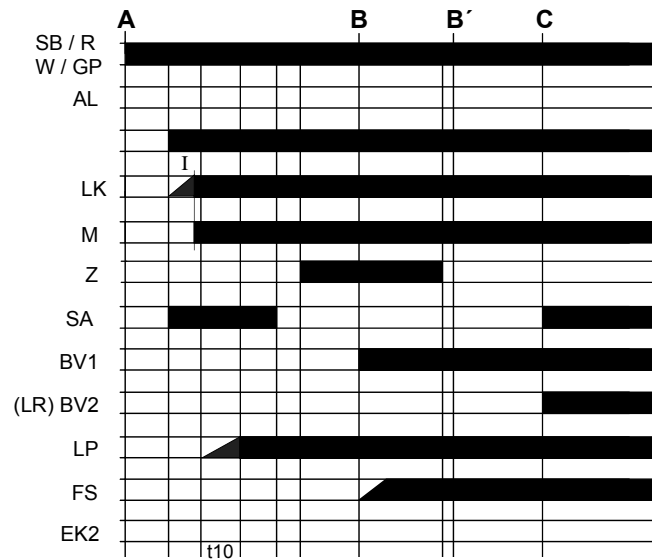 A B B´ C
SB / R
W / GP
AL
I
LK
M
Z
SA
BV1
(LR) BV2
LP
FS
EK2
t10